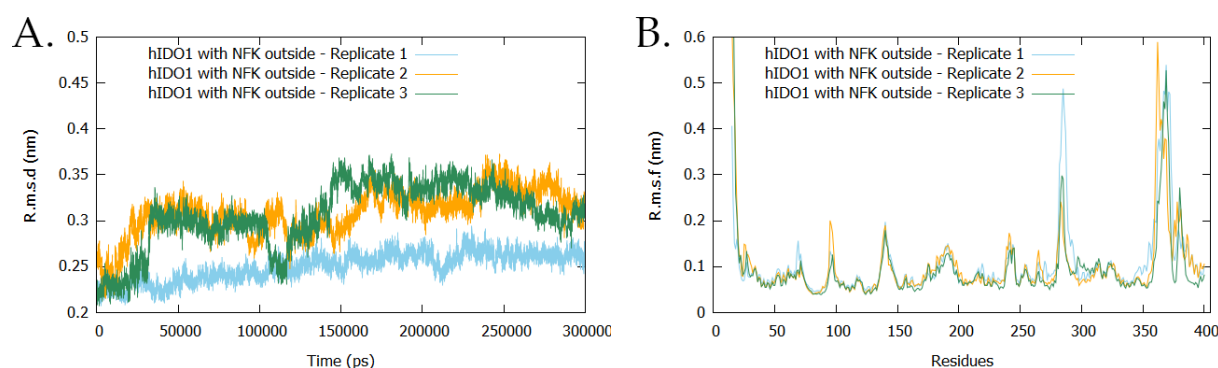 A.
R.m.s.d (nm)
0.5
0.45
0.4
0.35
0.3
0.25
0.2
hIDO1 with NFK outside - Replicate 1
hIDO1 with NFK outside - Replicate 2
hIDO1 with NFK outside - Replicate 3
0 50000 100000 150000 200000 250000 300000
Time (ps)
B.
R.m.s.f (nm)
0.6
0.5
0.4
0.3
0.2
0.1
0
hIDO1 with NFK outside - Replicate 1
hIDO1 with NFK outside - Replicate 2
hIDO1 with NFK outside - Replicate 3
0 50 100 150 200 250 300 350 400
Residues